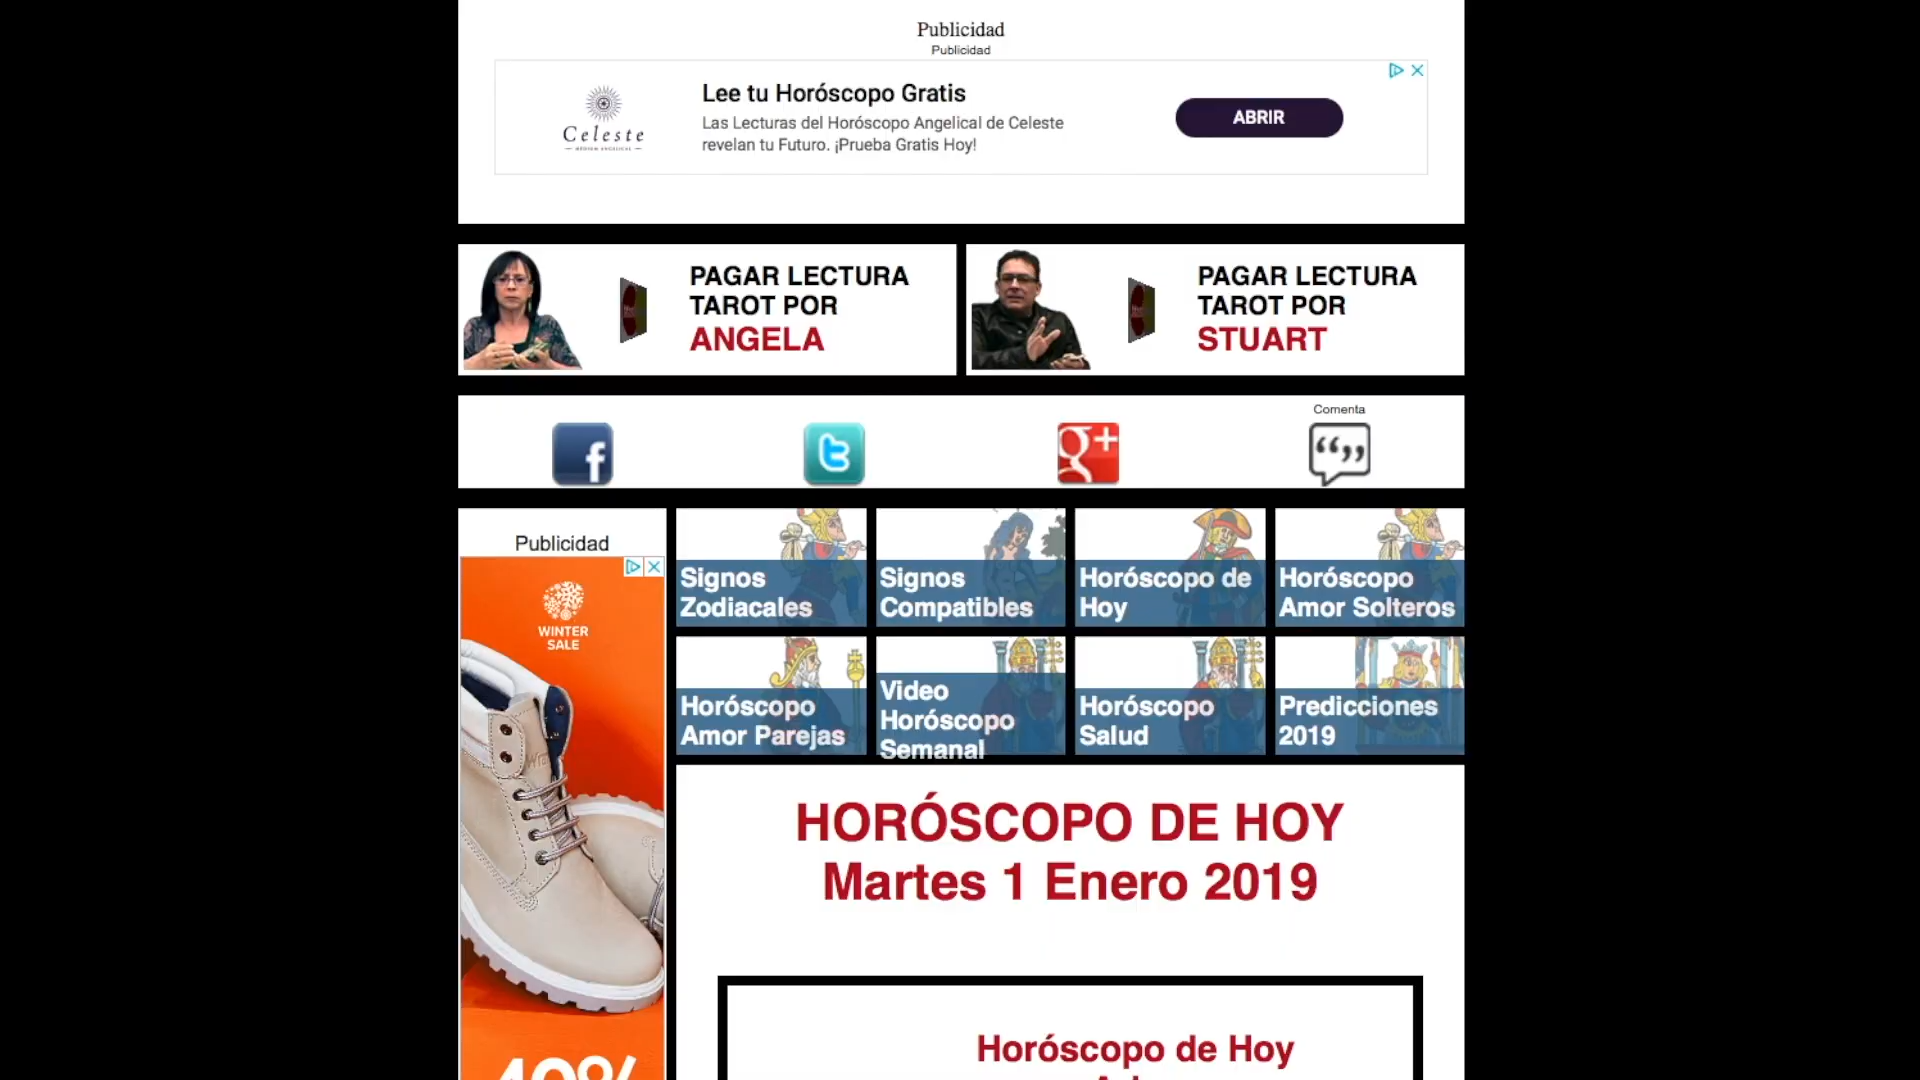 Publicidad
Publicidad
Lee tu Horóscopo Gratis
Las Lecturas del Horóscopo Angelical de Celeste
revelan tu Futuro. ¡Prueba Gratis Hoy!
Celeste
ABRIR
PAGAR LECTURA
TAROT POR
ANGELA
PAGAR LECTURA
TAROT POR
STUART
Comenta
Publicidad
WINTER
SALE
40%
Signos
Zodiacales
Signos
Compatibles
Horóscopo de
Hoy
Horóscopo
Amor Solteros
Horóscopo
Amor Parejas
Video
Horóscopo
Semanal
Horóscopo
Salud
Predicciones
2019
HORÓSCOPO DE HOY
Martes 1 Enero 2019
Horóscopo de Hoy